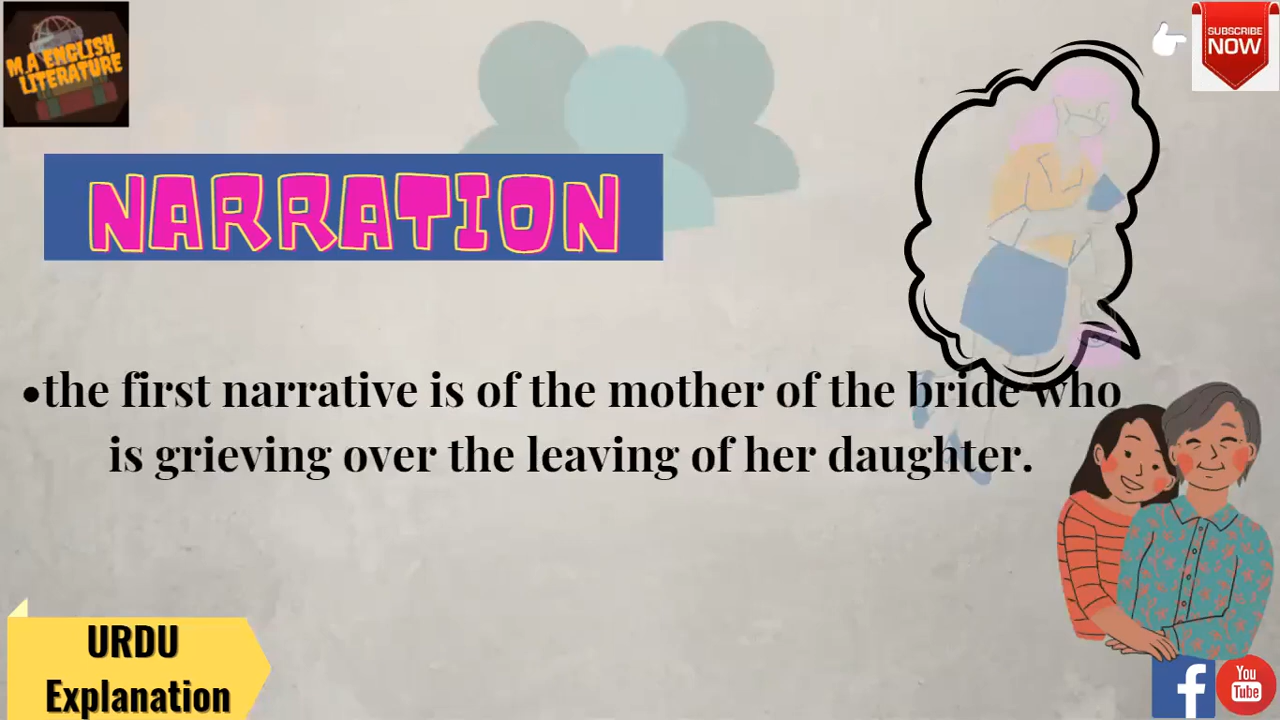 M.A ENGLISH
LITERATURE
SUBSCRIBE
NOW
NARRATION
•the first narrative is of the mother of the bride who
is grieving over the leaving of her daughter.
URDU
Explanation
f
You
Tube